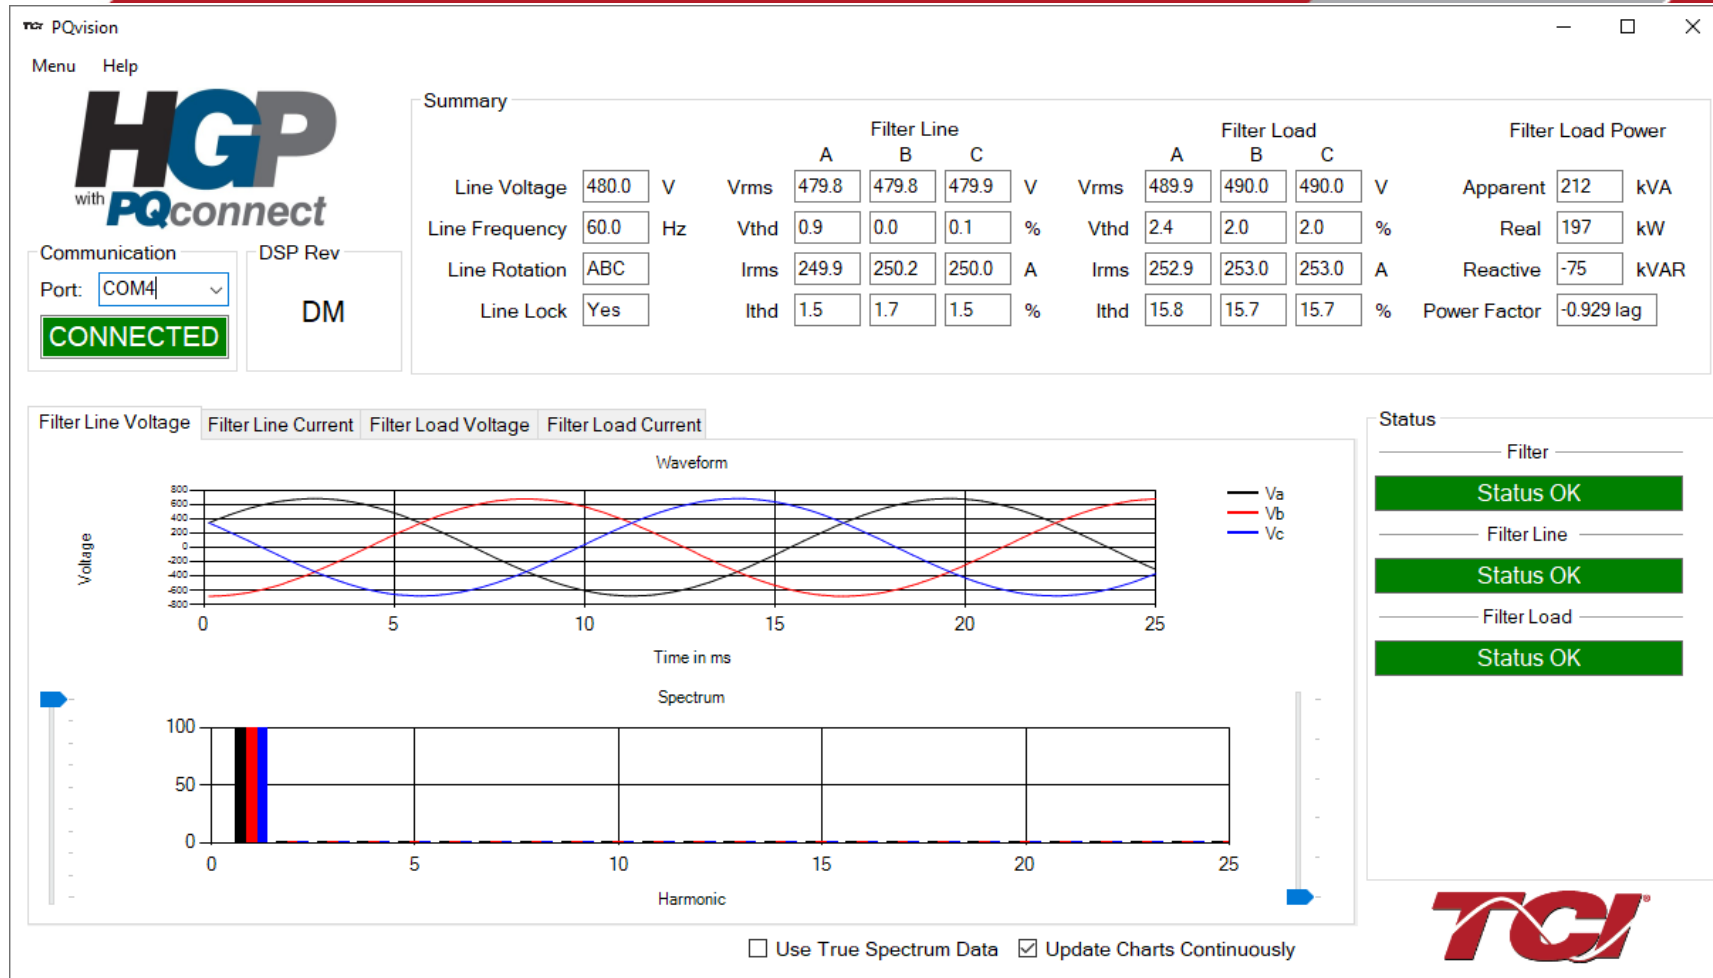 TCI PQvision
Menu Help
HGP
with PQconnect
Communication
Port: COM4
CONNECTED
DSP Rev
DM
Summary
Filter Line Filter Load Filter Load Power
A B C A B C
Line Voltage 480.0 V Vrms 479.8 479.8 479.9 V Vrms 489.9 490.0 490.0 V Apparent 212 kVA
Line Frequency 60.0 Hz Vthd 0.9 0.0 0.1 % Vthd 2.4 2.0 2.0 % Real 197 kW
Line Rotation ABC Irms 249.9 250.2 250.0 A Irms 252.9 253.0 253.0 A Reactive -75 kVAR
Line Lock Yes Ithd 1.5 1.7 1.5 % Ithd 15.8 15.7 15.7 % Power Factor -0.929 lag
Filter Line Voltage Filter Line Current Filter Load Voltage Filter Load Current
Waveform
Voltage
800
600
400
200
0
-200
-400
-600
-800
0 5 10 15 20 25
Time in ms
Va
Vb
Vc
Spectrum
100
50
0
0 5 10 15 20 25
Harmonic
Use True Spectrum Data Update Charts Continuously
Status
Filter
Status OK
Filter Line
Status OK
Filter Load
Status OK
TCI®